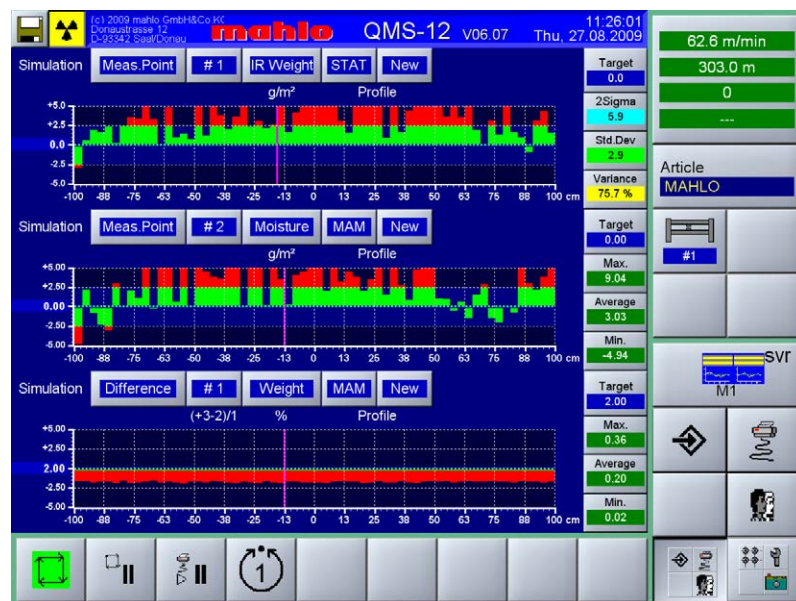 (c) 2009 mahlo GmbH&Co.KG
Donaustrasse 12
D-93342 Saal/Donau
mahlo
QMS-12 V06.07
11:26:01
Thu, 27.08.2009
62.6 m/min
303.0 m
0
---
Article
MAHLO
#1
SVr
M1
Simulation Meas.Point # 1 IR Weight STAT New
g/m² Profile
+5.0
+2.5
0.0
-2.5
-5.0
-100 -88 -75 -63 -50 -38 -25 -13 0 13 25 38 50 63 75 88 100 cm
Target
0.0
2Sigma
5.9
Std.Dev
2.9
Variance
75.7 %
Simulation Meas.Point # 2 Moisture MAM New
g/m² Profile
+5.00
+2.50
0.00
-2.50
-5.00
-100 -88 -75 -63 -50 -38 -25 -13 0 13 25 38 50 63 75 88 100 cm
Target
0.00
Max.
9.04
Average
3.03
Min.
-4.94
Simulation Difference # 1 Weight MAM New
(+3-2)/1 % Profile
+5.00
+2.50
2.00
-2.50
-5.00
-100 -88 -75 -63 -50 -38 -25 -13 0 13 25 38 50 63 75 88 100 cm
Target
2.00
Max.
0.36
Average
0.20
Min.
0.02
1